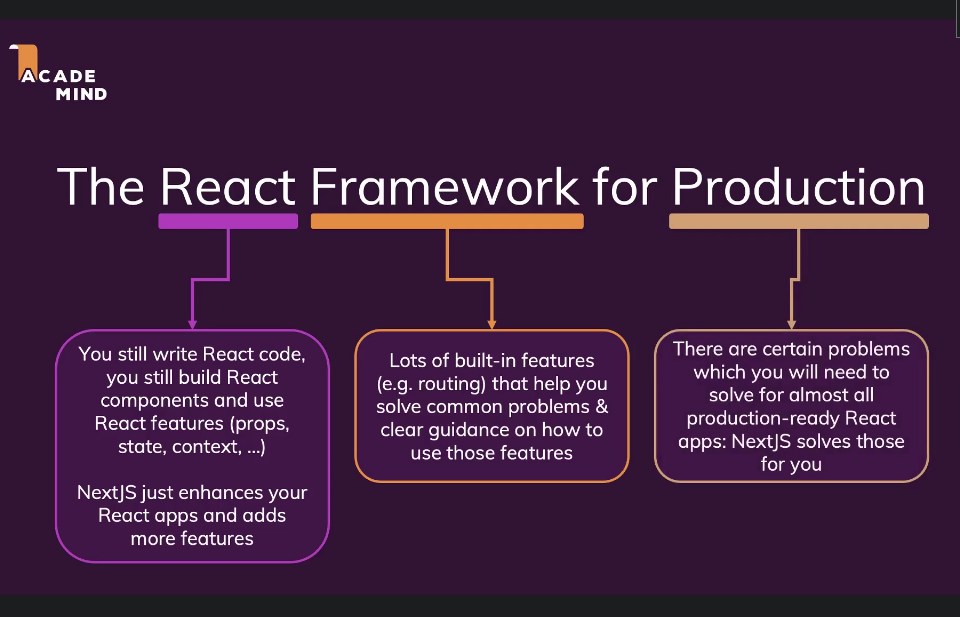 ACADE
MIND
The React Framework for Production
You still write React code,
you still build React
components and use
React features (props,
state, context, ...)
NextJS just enhances your
React apps and adds
more features
Lots of built-in features
(e.g. routing) that help you
solve common problems &
clear guidance on how to
use those features
There are certain problems
which you will need to
solve for almost all
production-ready React
apps: NextJS solves those
for you